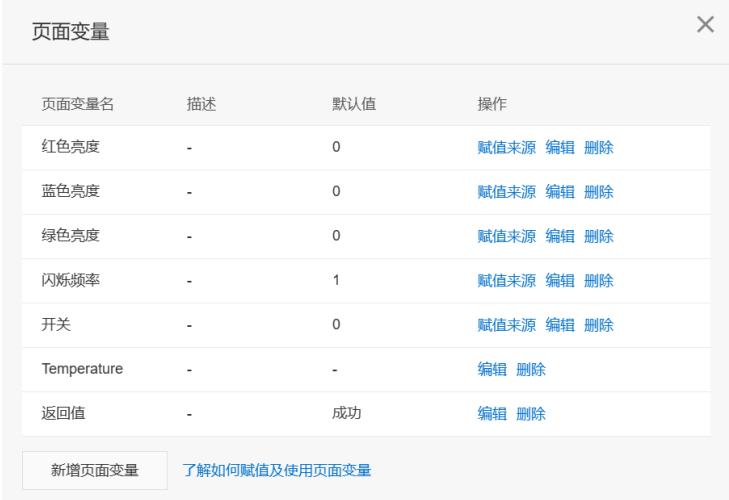 页面变量
页面变量名 描述 默认值 操作
红色亮度 - 0 赋值来源 编辑 删除
蓝色亮度 - 0 赋值来源 编辑 删除
绿色亮度 - 0 赋值来源 编辑 删除
闪烁频率 - 1 赋值来源 编辑 删除
开关 - 0 赋值来源 编辑 删除
Temperature - - 编辑 删除
返回值 - 成功 编辑 删除
新增页面变量 了解如何赋值及使用页面变量